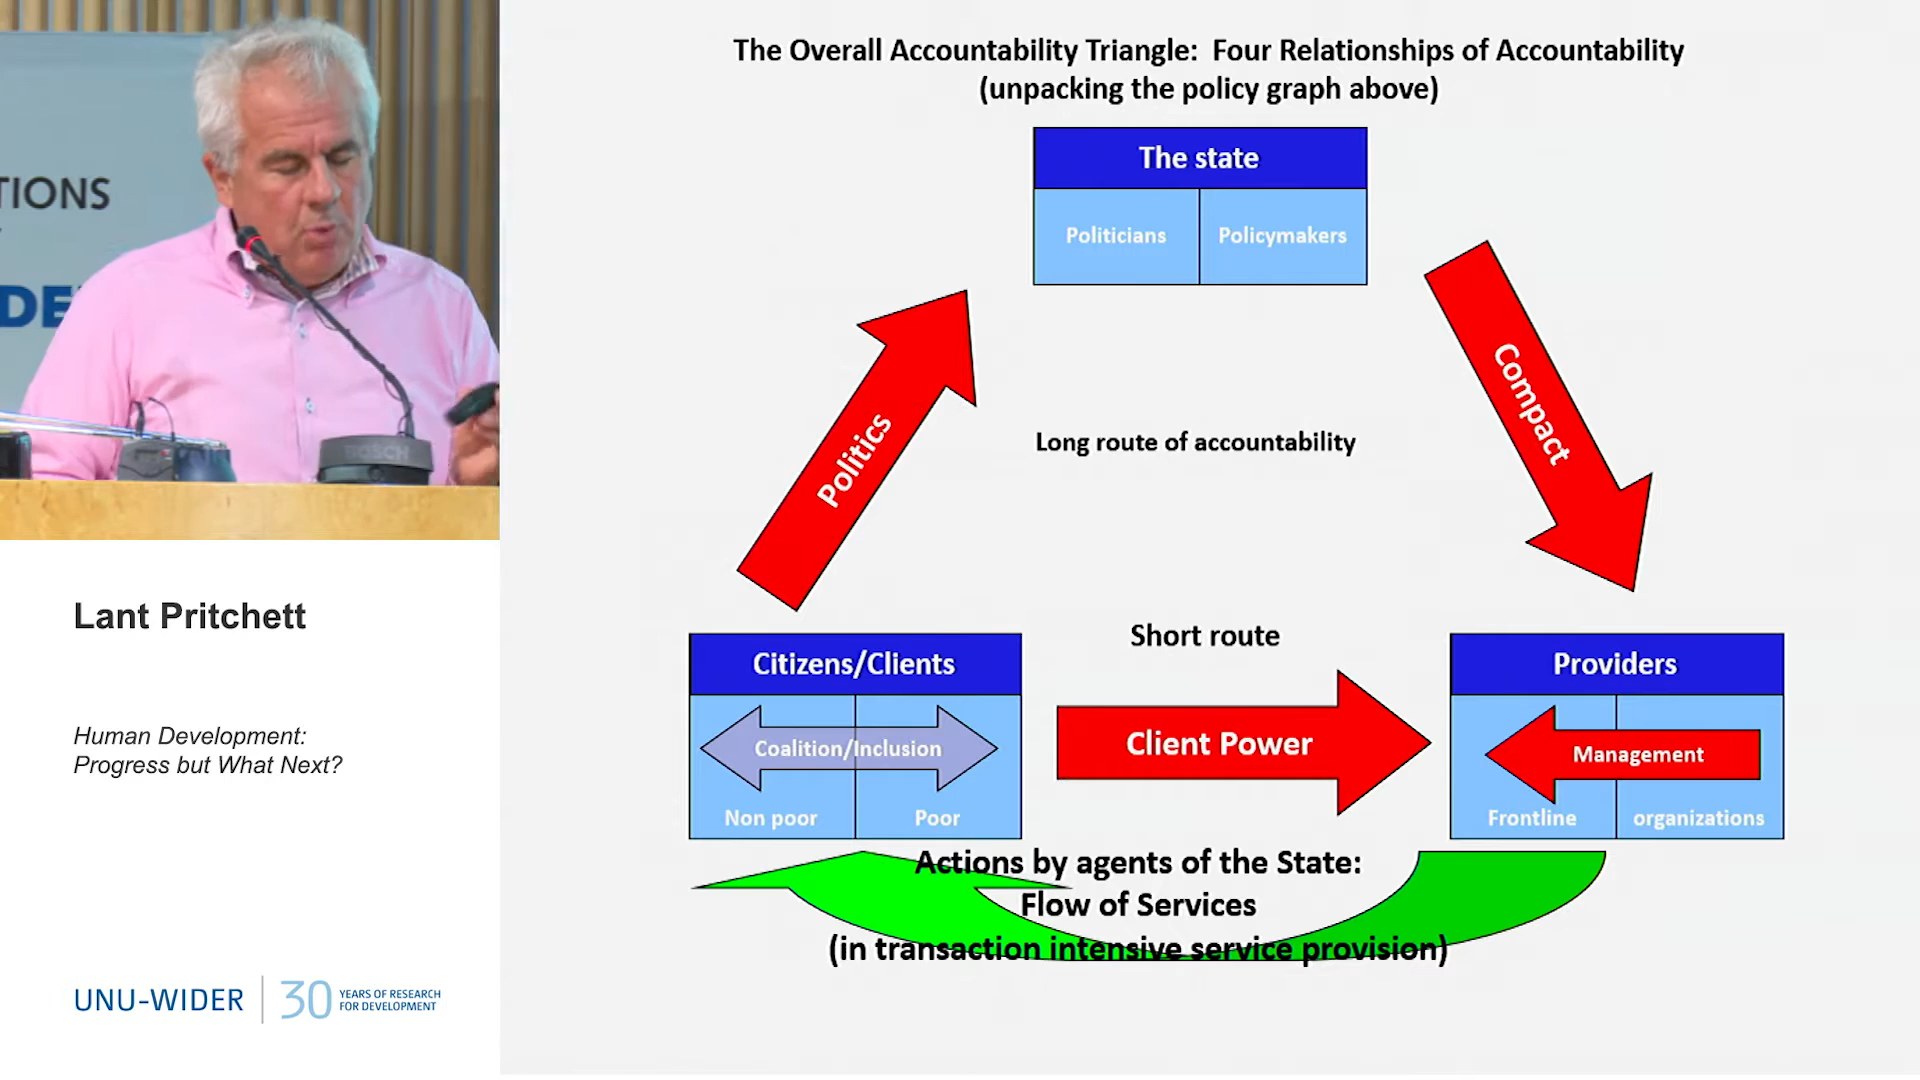 TIONS
DE
BOSCH
Lant Pritchett
Human Development:
Progress but What Next?
UNU-WIDER
30
YEARS OF RESEARCH
FOR DEVELOPMENT
The Overall Accountability Triangle: Four Relationships of Accountability
(unpacking the policy graph above)
The state
Politicians
Policymakers
Politics
Compact
Long route of accountability
Short route
Citizens/Clients
Coalition/Inclusion
Non poor
Poor
Client Power
Providers
Management
Frontline
organizations
Actions by agents of the State:
Flow of Services
(in transaction intensive service provision)